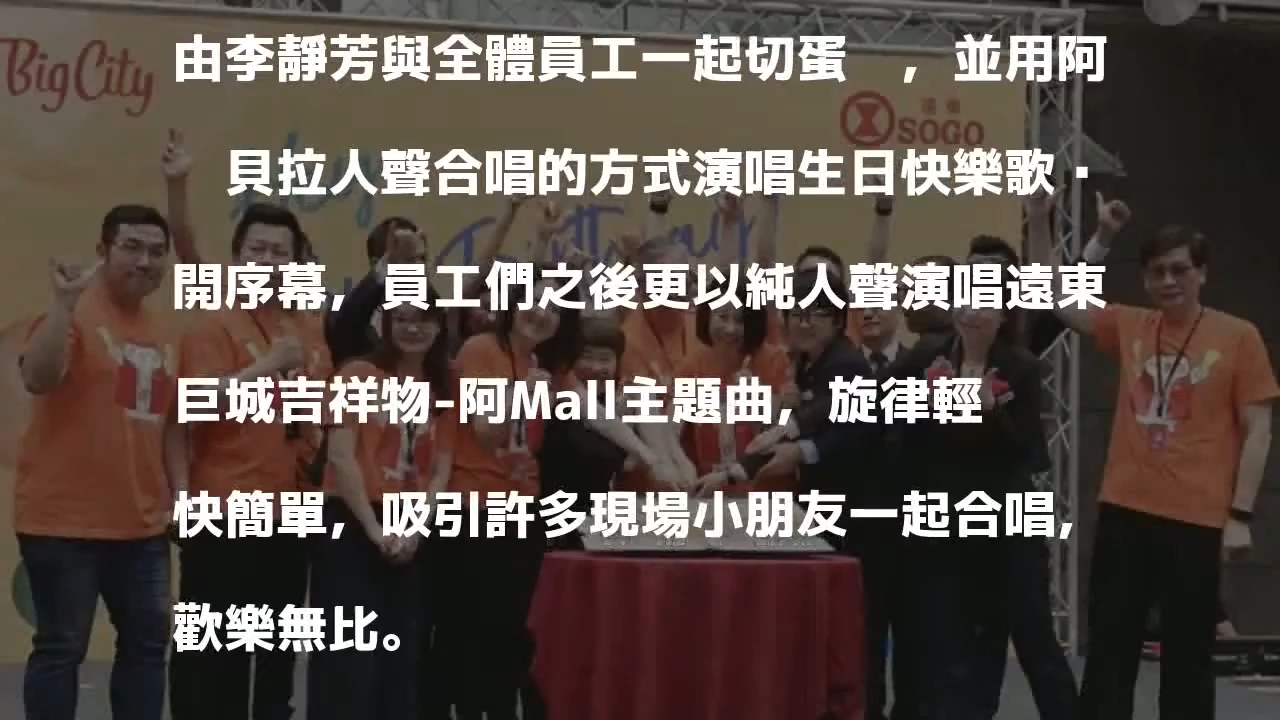 BigCity
遠東
SOGO
由李靜芳與全體員工一起切蛋　，並用阿
　貝拉人聲合唱的方式演唱生日快樂歌·
開序幕，員工們之後更以純人聲演唱遠東
巨城吉祥物-阿Mall主題曲，旋律輕
快簡單，吸引許多現場小朋友一起合唱，
歡樂無比。